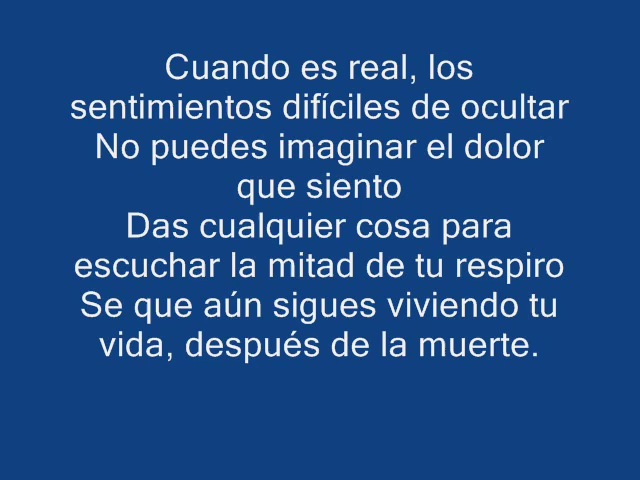 Cuando es real, los
sentimientos difíciles de ocultar
No puedes imaginar el dolor
que siento
Das cualquier cosa para
escuchar la mitad de tu respiro
Se que aún sigues viviendo tu
vida, después de la muerte.